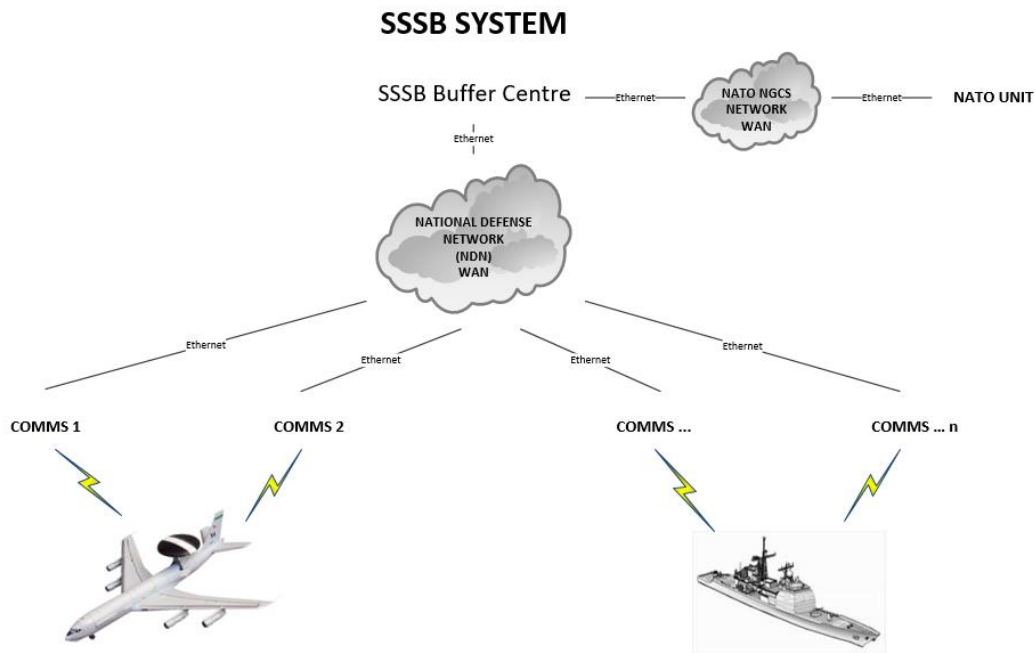 SSSB SYSTEM
SSSB Buffer Centre
Ethernet
NATO NGCS
NETWORK
WAN
Ethernet
NATO UNIT
Ethernet
NATIONAL DEFENSE
NETWORK
(NDN)
WAN
Ethernet
Ethernet
Ethernet
Ethernet
COMMS 1
COMMS 2
COMMS ...
COMMS ... n